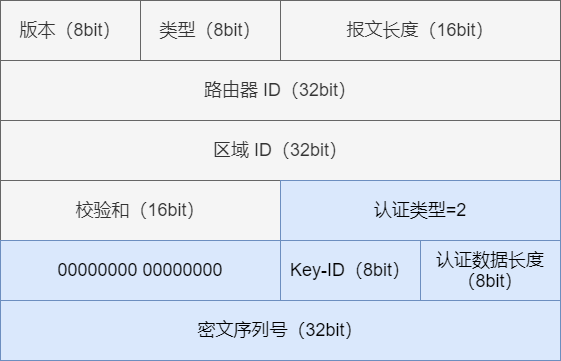 版本（8bit） 类型（8bit） 报文长度（16bit）
路由器 ID（32bit）
区域 ID（32bit）
校验和（16bit） 认证类型=2
00000000 00000000 Key-ID（8bit） 认证数据长度
（8bit）
密文序列号（32bit）